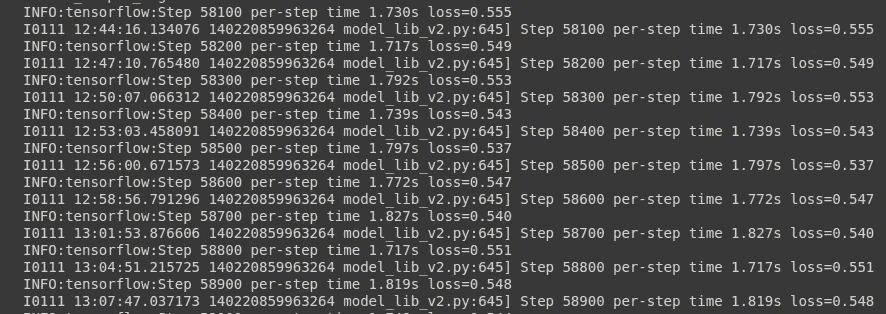 INFO:tensorflow:Step 58100 per-step time 1.730s loss=0.555
I0111 12:44:16.134076 140220859963264 model_lib_v2.py:645] Step 58100 per-step time 1.730s loss=0.555
INFO:tensorflow:Step 58200 per-step time 1.717s loss=0.549
I0111 12:47:10.765480 140220859963264 model_lib_v2.py:645] Step 58200 per-step time 1.717s loss=0.549
INFO:tensorflow:Step 58300 per-step time 1.792s loss=0.553
I0111 12:50:07.066312 140220859963264 model_lib_v2.py:645] Step 58300 per-step time 1.792s loss=0.553
INFO:tensorflow:Step 58400 per-step time 1.739s loss=0.543
I0111 12:53:03.458091 140220859963264 model_lib_v2.py:645] Step 58400 per-step time 1.739s loss=0.543
INFO:tensorflow:Step 58500 per-step time 1.797s loss=0.537
I0111 12:56:00.671573 140220859963264 model_lib_v2.py:645] Step 58500 per-step time 1.797s loss=0.537
INFO:tensorflow:Step 58600 per-step time 1.772s loss=0.547
I0111 12:58:56.791296 140220859963264 model_lib_v2.py:645] Step 58600 per-step time 1.772s loss=0.547
INFO:tensorflow:Step 58700 per-step time 1.827s loss=0.540
I0111 13:01:53.876606 140220859963264 model_lib_v2.py:645] Step 58700 per-step time 1.827s loss=0.540
INFO:tensorflow:Step 58800 per-step time 1.717s loss=0.551
I0111 13:04:51.215725 140220859963264 model_lib_v2.py:645] Step 58800 per-step time 1.717s loss=0.551
INFO:tensorflow:Step 58900 per-step time 1.819s loss=0.548
I0111 13:07:47.037173 140220859963264 model_lib_v2.py:645] Step 58900 per-step time 1.819s loss=0.548